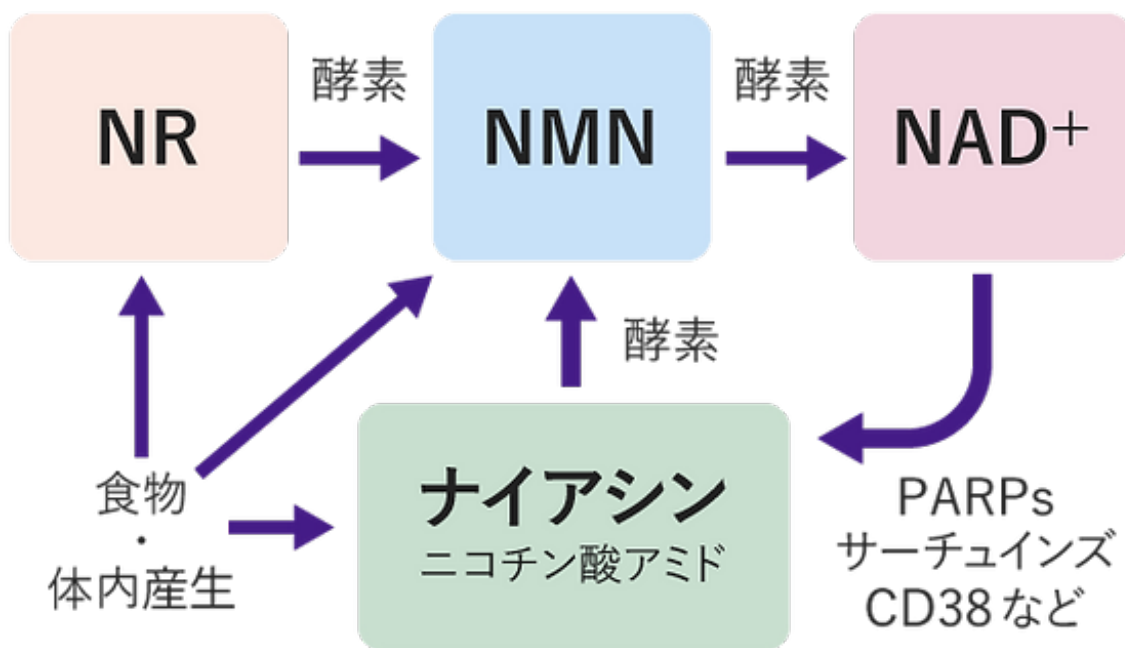 NR
酵素
NMN
酵素
NAD+
酵素
食物
・
体内産生
ナイアシン
ニコチン酸アミド
PARPs
サーチュインズ
CD38など